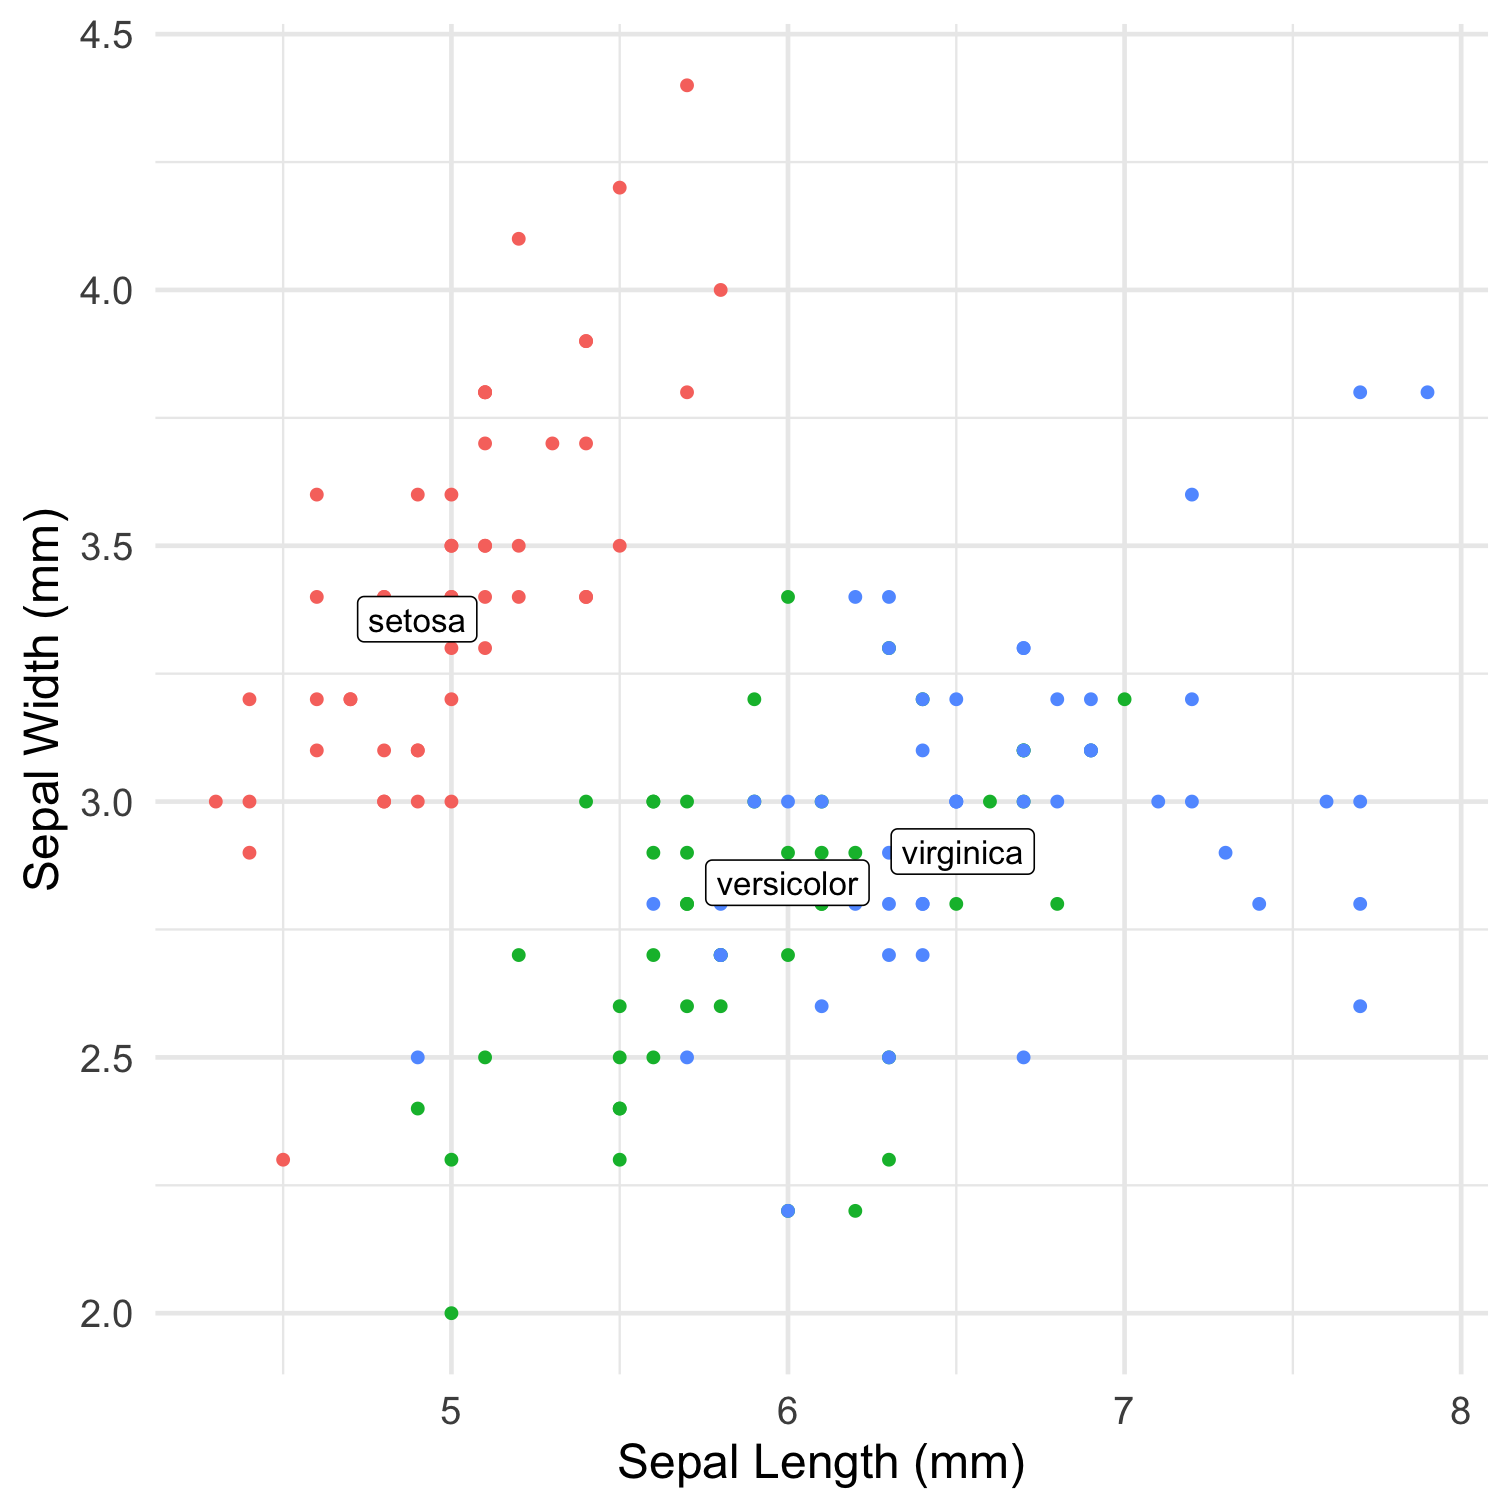 4.5
4.0
3.5
3.0
2.5
2.0
Sepal Width (mm)
setosa
virginica
versicolor
5 6 7 8
Sepal Length (mm)